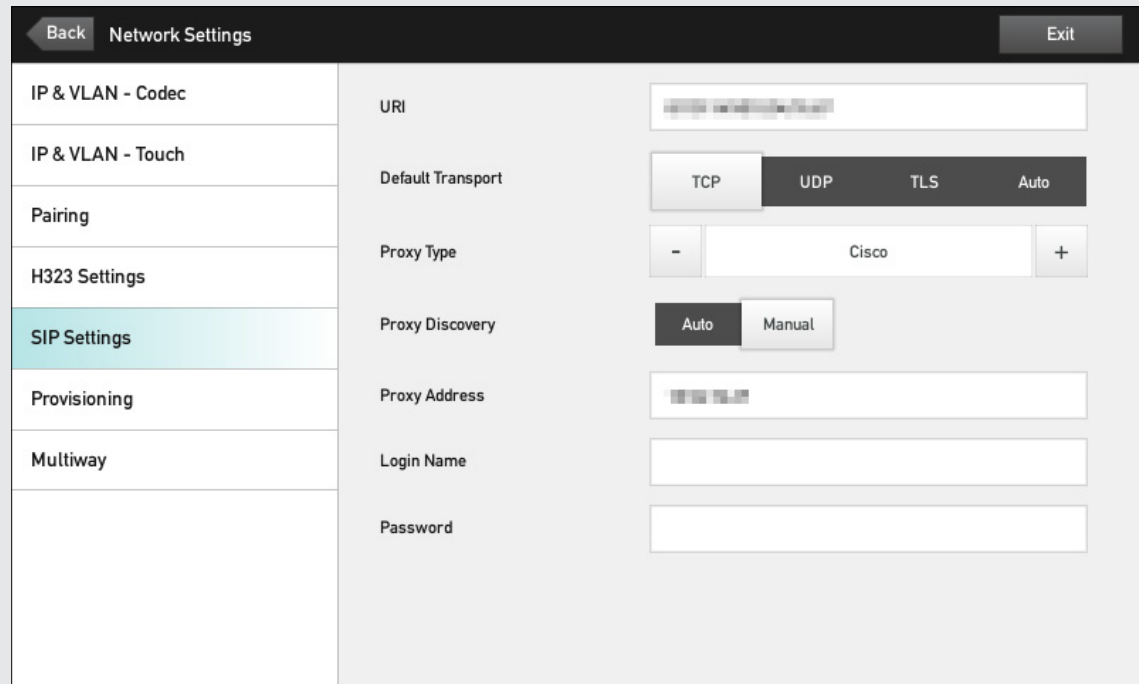 Back Network Settings Exit
IP & VLAN - Codec
IP & VLAN - Touch
Pairing
H323 Settings
SIP Settings
Provisioning
Multiway
URI
Default Transport TCP UDP TLS Auto
Proxy Type - Cisco +
Proxy Discovery Auto Manual
Proxy Address
Login Name
Password